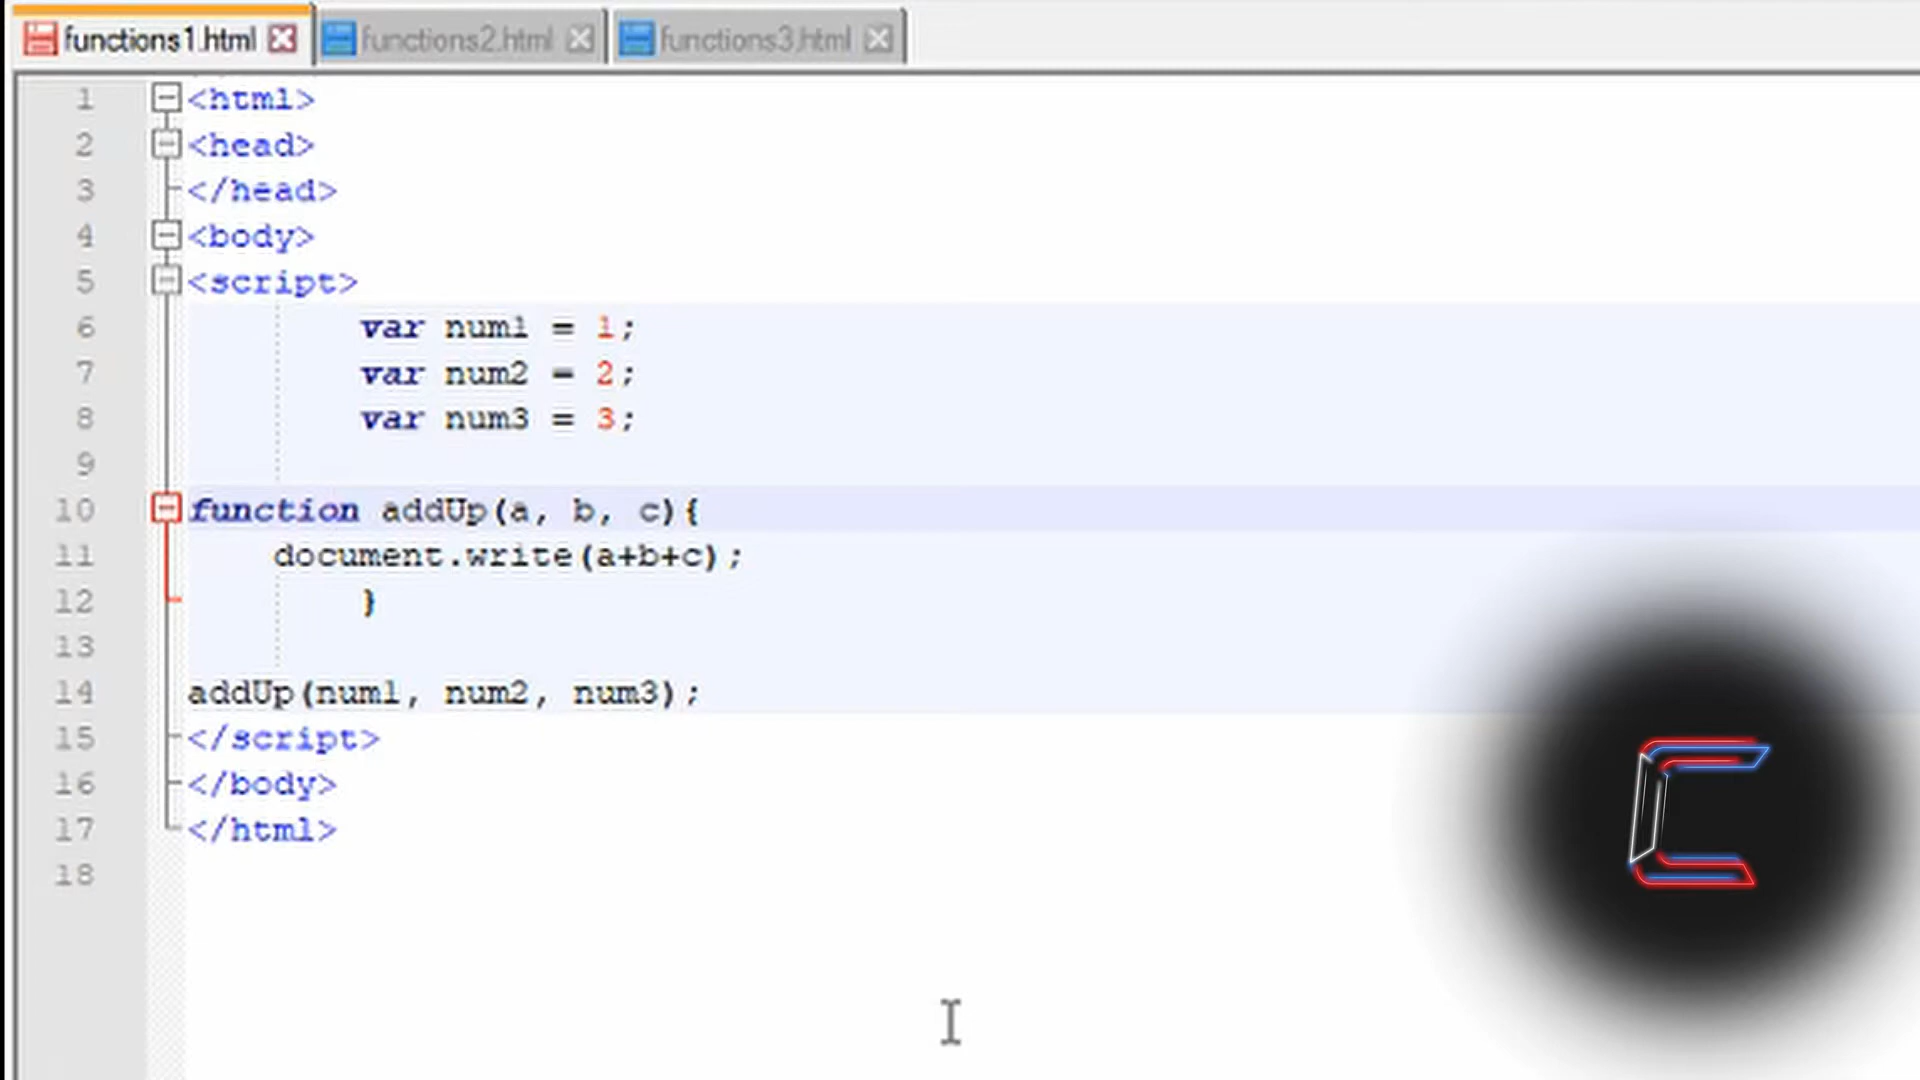 functions1.html functions2.html functions3.html
1 <html>
2 <head>
3 </head>
4 <body>
5 <script>
6 var num1 = 1;
7 var num2 = 2;
8 var num3 = 3;
9
10 function addUp(a, b, c){
11 document.write(a+b+c);
12 }
13
14 addUp(num1, num2, num3);
15 </script>
16 </body>
17 </html>
18